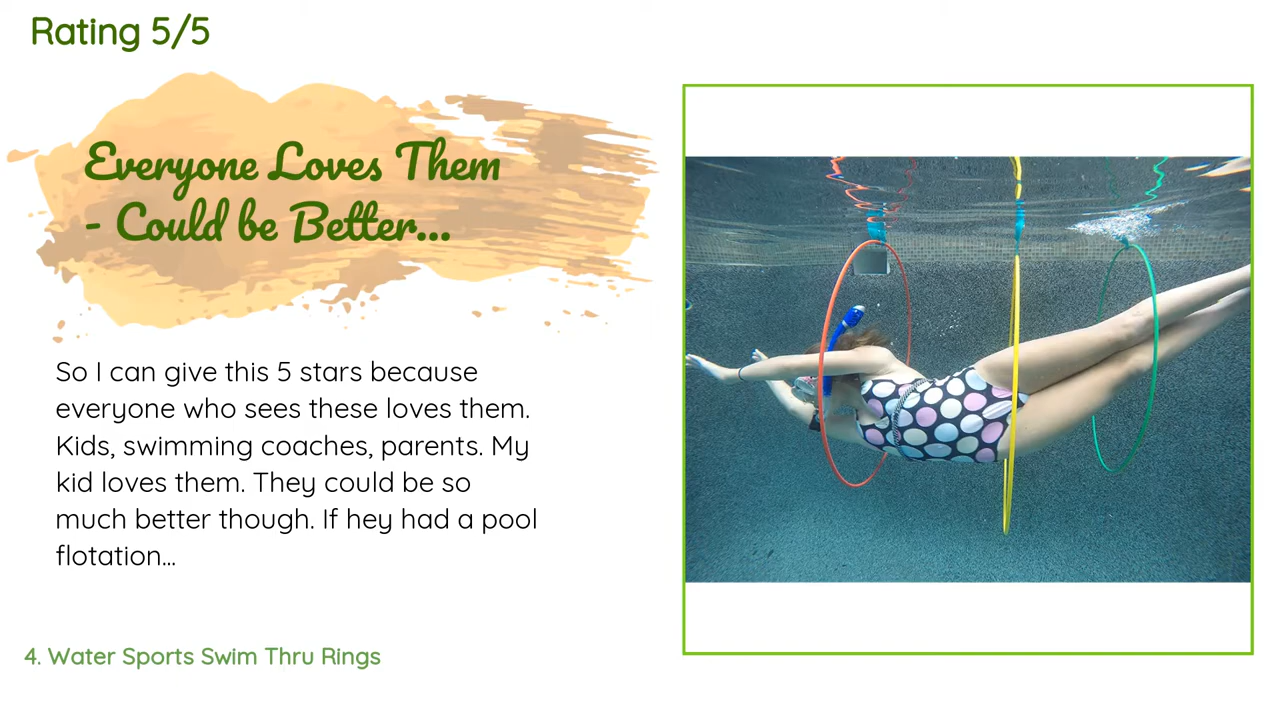 Rating 5/5
Everyone Loves Them
- Could be Better...
So I can give this 5 stars because
everyone who sees these loves them.
Kids, swimming coaches, parents. My
kid loves them. They could be so
much better though. If hey had a pool
flotation...
4. Water Sports Swim Thru Rings